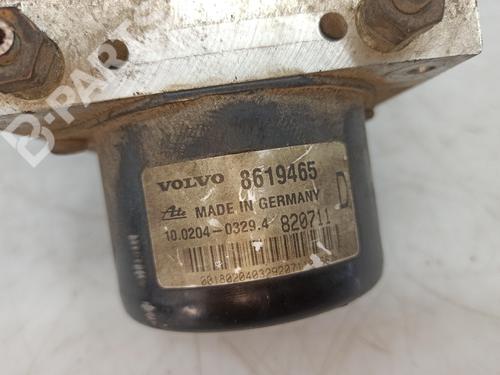 B-PARTS
VOLVO 8619465
Ate MADE IN GERMANY D
10.0204-0329.4 820711